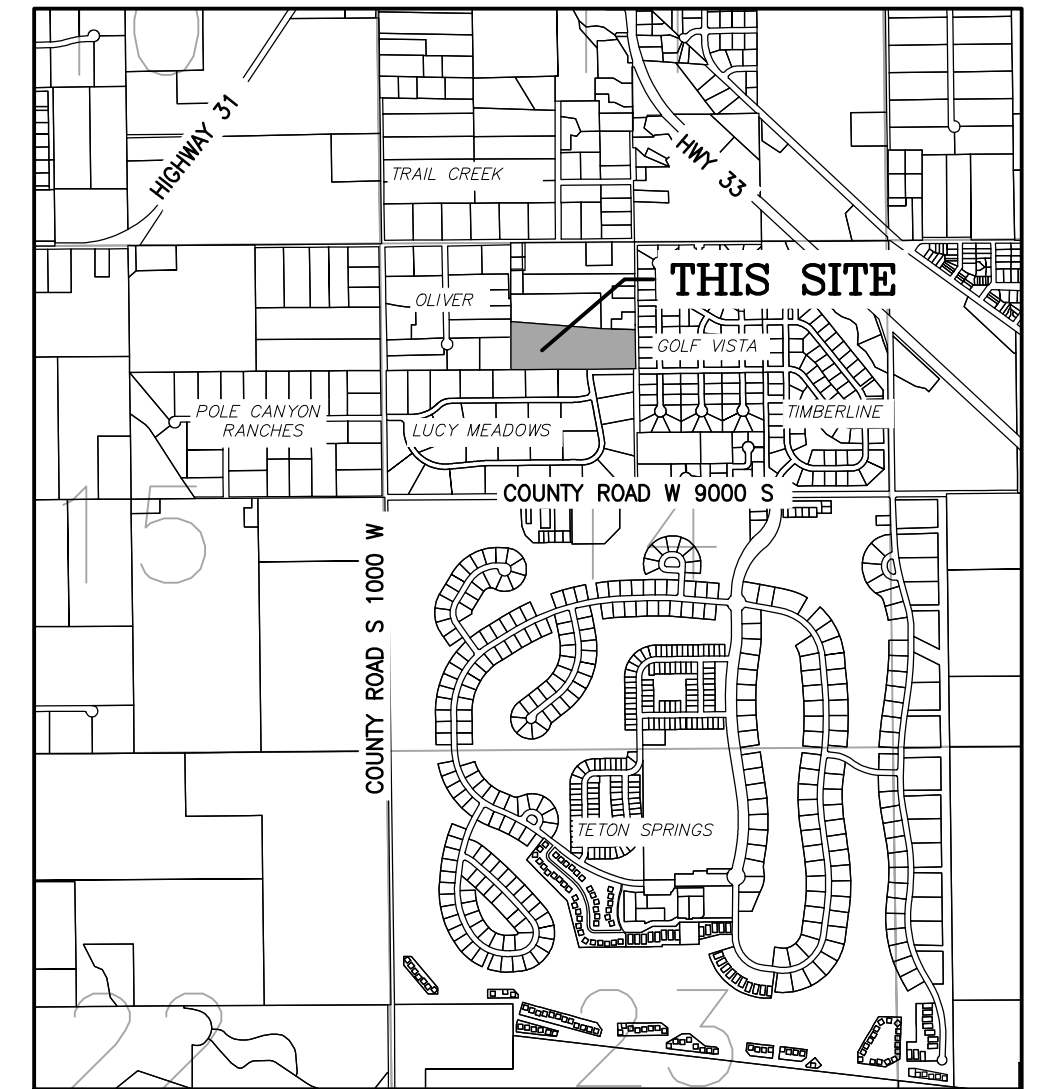 10
11
HIGHWAY 31
HWY 33
TRAIL CREEK
THIS SITE
OLIVER
GOLF VISTA
POLE CANYON
RANCHES
LUCY MEADOWS
TIMBERLINE
COUNTY ROAD W 9000 S
15
14
COUNTY ROAD S 1000 W
TETON SPRINGS
22
23